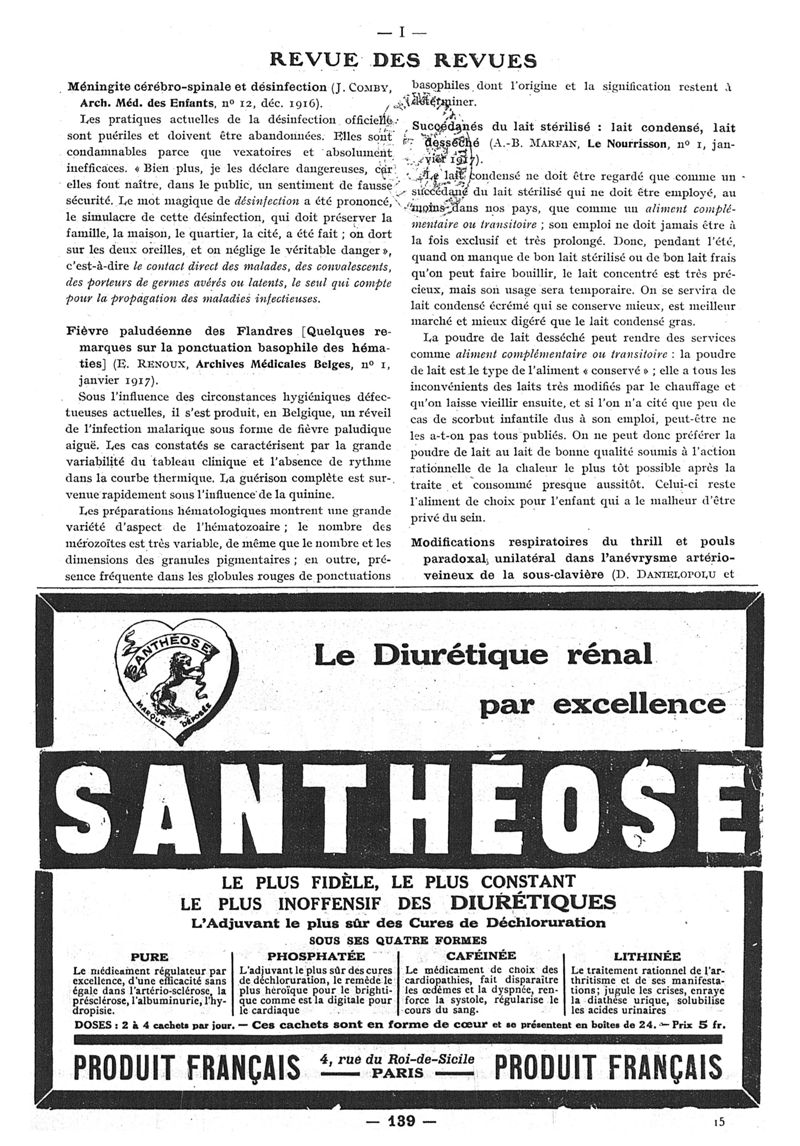 — I —
REVUE DES REVUES
Méningite cérébro-spinale et désinfection (J. COMBY,
Arch. Méd. des Enfants, nº 12, déc. 1916).
Les pratiques actuelles de la désinfection officielle
sont puériles et doivent être abandonnées. Elles sont
condamnables parce que vexatoires et absolument
inefficaces. « Bien plus, je les déclare dangereuses, car
elles font naître, dans le public, un sentiment de fausse
sécurité. Le mot magique de désinfection a été prononcé,
le simulacre de cette désinfection, qui doit préserver la
famille, la maison, le quartier, la cité, a été fait ; on dort
sur les deux oreilles, et on néglige le véritable danger »,
c'est-à-dire le contact direct des malades, des convalescents,
des porteurs de germes avérés ou latents, le seul qui compte
pour la propagation des maladies infectieuses.
Fièvre paludéenne des Flandres [Quelques re-
marques sur la ponctuation basophile des héma-
ties] (E. RENOUX, Archives Médicales Belges, nº 1,
janvier 1917).
Sous l'influence des circonstances hygiéniques défec-
tueuses actuelles, il s'est produit, en Belgique, un réveil
de l'infection malarique sous forme de fièvre paludique
aiguë. Les cas constatés se caractérisent par la grande
variabilité du tableau clinique et l'absence de rythme
dans la courbe thermique. La guérison complète est sur-
venue rapidement sous l'influence de la quinine.
Les préparations hématologiques montrent une grande
variété d'aspect de l'hématozoaire ; le nombre des
mérozoïtes est très variable, de même que le nombre et les
dimensions des granules pigmentaires ; en outre, pré-
sence fréquente dans les globules rouges de ponctuations
basophiles dont l'origine et la signification restent à
déterminer.
Succédanés du lait stérilisé : lait condensé, lait
desséché (A.-B. MARFAN, Le Nourrisson, nº 1, jan-
vier 1917).
Le lait condensé ne doit être regardé que comme un
succédané du lait stérilisé qui ne doit être employé, au
moins dans nos pays, que comme un aliment complé-
mentaire ou transitoire ; son emploi ne doit jamais être à
la fois exclusif et très prolongé. Donc, pendant l'été,
quand on manque de bon lait stérilisé ou de bon lait frais
qu'on peut faire bouillir, le lait concentré est très pré-
cieux, mais son usage sera temporaire. On se servira de
lait condensé écrémé qui se conserve mieux, est meilleur
marché et mieux digéré que le lait condensé gras.
La poudre de lait desséché peut rendre des services
comme aliment complémentaire ou transitoire : la poudre
de lait est le type de l'aliment « conservé » ; elle a tous les
inconvénients des laits très modifiés par le chauffage et
qu'on laisse vieillir ensuite, et si l'on n'a cité que peu de
cas de scorbut infantile dus à son emploi, peut-être ne
les a-t-on pas tous publiés. On ne peut donc préférer la
poudre de lait au lait de bonne qualité soumis à l'action
rationnelle de la chaleur le plus tôt possible après la
traite et consommé presque aussitôt. Celui-ci reste
l'aliment de choix pour l'enfant qui a le malheur d'être
privé du sein.
Modifications respiratoires du thrill et pouls
paradoxal unilatéral dans l'anévrysme artério-
veineux de la sous-clavière (D. DANIELOPOLU et
SANTHÉOSE
MARQUE DÉPOSÉE
Le Diurétique rénal
par excellence
SANTHÉOSE
LE PLUS FIDÈLE, LE PLUS CONSTANT
LE PLUS INOFFENSIF DES DIURÉTIQUES
L'Adjuvant le plus sûr des Cures de Déchloruration
SOUS SES QUATRE FORMES
PURE
Le médicament régulateur par
excellence, d'une efficacité sans
égale dans l'artério-sclérose, la
présclérose, l'albuminurie, l'hy-
dropisie.
PHOSPHATÉE
L'adjuvant le plus sûr des cures
de déchloruration, le remède le
plus héroïque pour le brighti-
que comme est la digitale pour
le cardiaque
CAFÉINÉE
Le médicament de choix des
cardiopathies, fait disparaître
les œdèmes et la dyspnée, ren-
force la systole, régularise le
cours du sang.
LITHINÉE
Le traitement rationnel de l'ar-
thritisme et de ses manifesta-
tions; jugule les crises, enraye
la diathèse urique, solubilise
les acides urinaires
DOSES : 2 à 4 cachets par jour. — Ces cachets sont en forme de cœur et se présentent en boîtes de 24. — Prix 5 fr.
PRODUIT FRANÇAIS
4, rue du Roi-de-Sicile
— PARIS —
PRODUIT FRANÇAIS
— 139 —
15